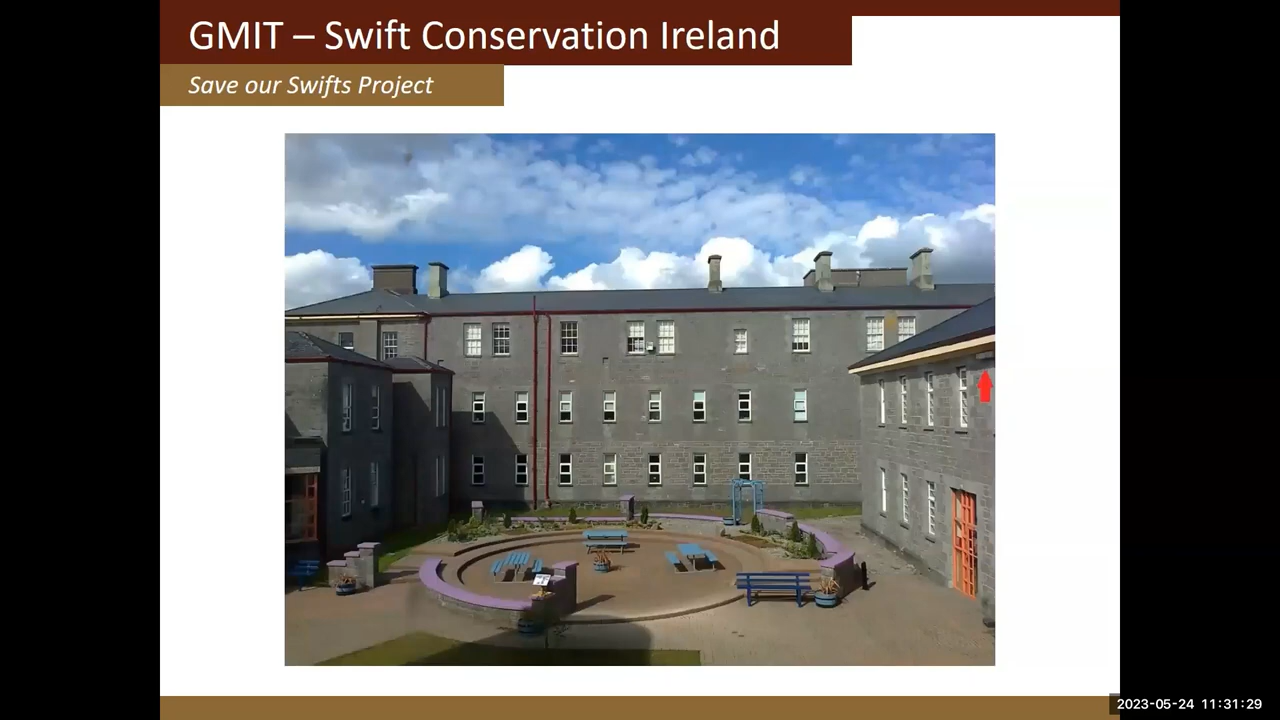 GMIT – Swift Conservation Ireland
Save our Swifts Project
2023-05-24 11:31:29